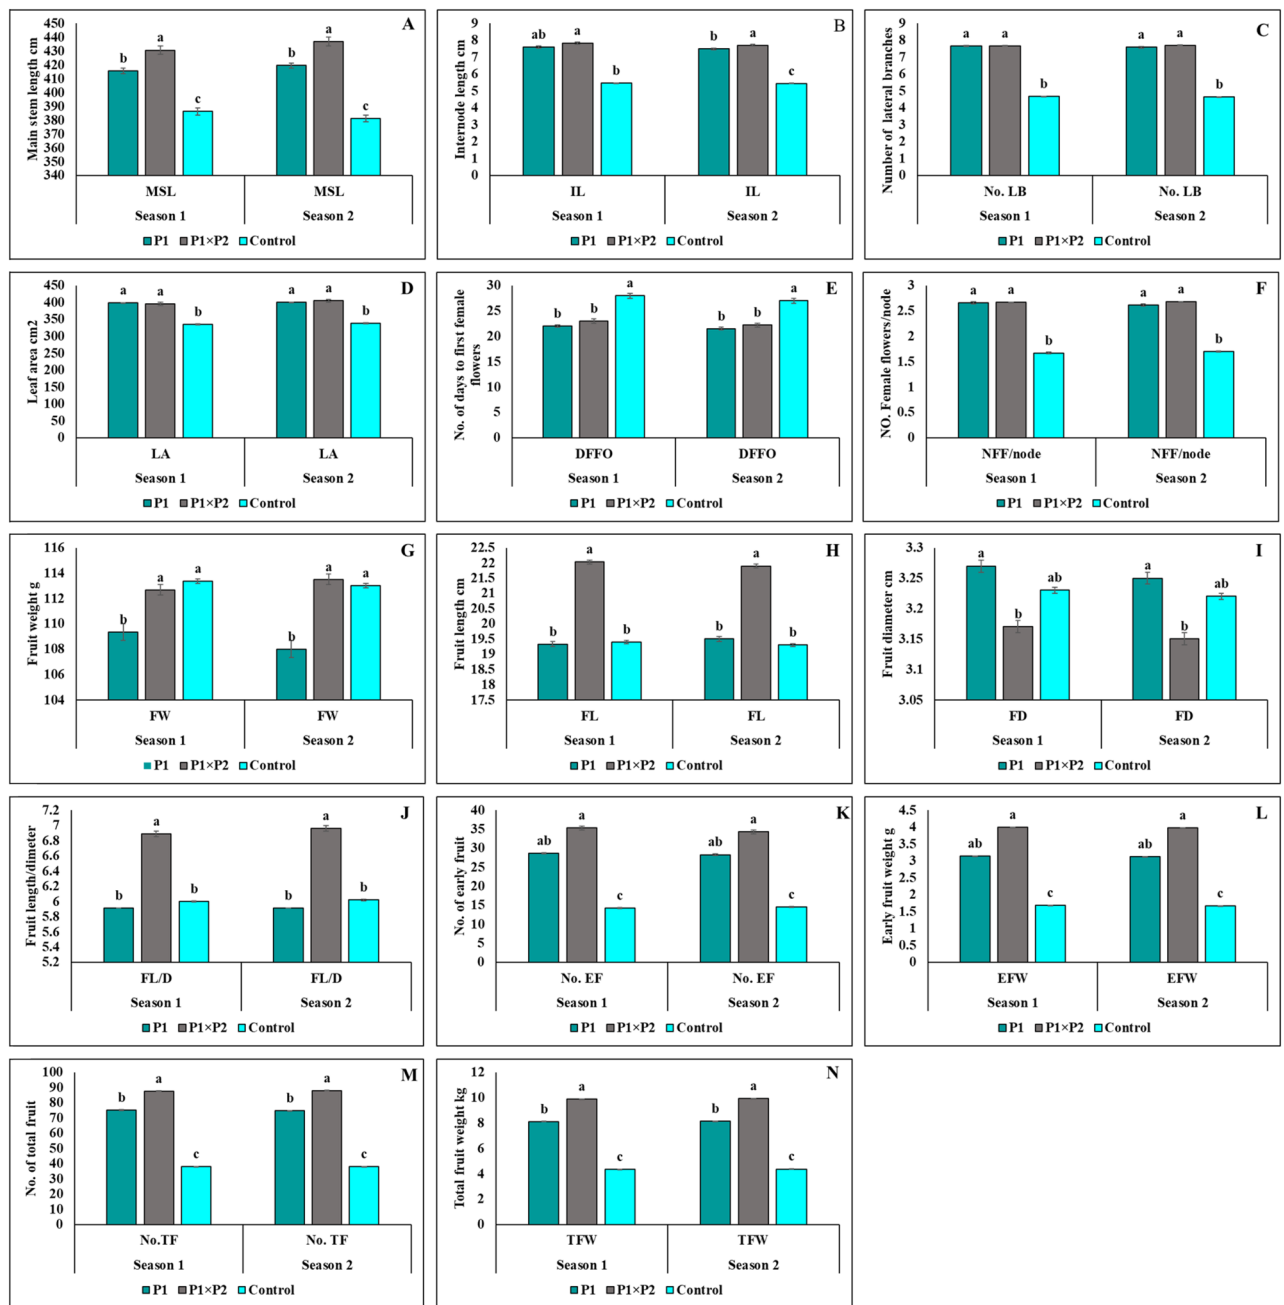 A
Main stem length cm
450
440
430
420
410
400
390
380
370
360
350
340
b
a
c
b
a
c
MSL
MSL
Season 1
Season 2
P1 P1×P2 Control
B
Internode length cm
9
8
7
6
5
4
3
2
1
0
ab
a
b
b
a
c
IL
IL
Season 1
Season 2
P1 P1×P2 Control
C
Number of lateral branches
9
8
7
6
5
4
3
2
1
0
a
a
b
a
a
b
No. LB
No. LB
Season 1
Season 2
P1 P1×P2 Control
D
Leaf area cm2
450
400
350
300
250
200
150
100
50
0
a
a
b
a
a
b
LA
LA
Season 1
Season 2
P1 P1×P2 Control
E
No. of days to first female
flowers
30
25
20
15
10
5
0
b
b
a
b
b
a
DFFO
DFFO
Season 1
Season 2
P1 P1×P2 Control
F
NO. Female flowers/node
3
2.5
2
1.5
1
0.5
0
a
a
b
a
a
b
NFF/node
NFF/node
Season 1
Season 2
P1 P1×P2 Control
G
Fruit weight g
116
114
112
110
108
106
104
b
a
a
b
a
a
FW
FW
Season 1
Season 2
P1 P1×P2 Control
H
Fruit length cm
22.5
22
21.5
21
20.5
20
19.5
19
18.5
18
17.5
b
a
b
b
a
b
FL
FL
Season 1
Season 2
P1 P1×P2 Control
I
Fruit diameter cm
3.3
3.25
3.2
3.15
3.1
3.05
a
b
ab
a
b
ab
FD
FD
Season 1
Season 2
P1 P1×P2 Control
J
Fruit length/dimeter
7.2
7
6.8
6.6
6.4
6.2
6
5.8
5.6
5.4
5.2
b
a
b
b
a
b
FL/D
FL/D
Season 1
Season 2
P1 P1×P2 Control
K
No. of early fruit
40
35
30
25
20
15
10
5
0
ab
a
c
ab
a
c
No. EF
No. EF
Season 1
Season 2
P1 P1×P2 Control
L
Early fruit weight g
4.5
4
3.5
3
2.5
2
1.5
1
0.5
0
ab
a
c
ab
a
c
EFW
EFW
Season 1
Season 2
P1 P1×P2 Control
M
No. of total fruit
100
90
80
70
60
50
40
30
20
10
0
b
a
c
b
a
c
No.TF
No. TF
Season 1
Season 2
P1 P1×P2 Control
N
Total fruit weight kg
12
10
8
6
4
2
0
b
a
c
b
a
c
TFW
TFW
Season 1
Season 2
P1 P1×P2 Control